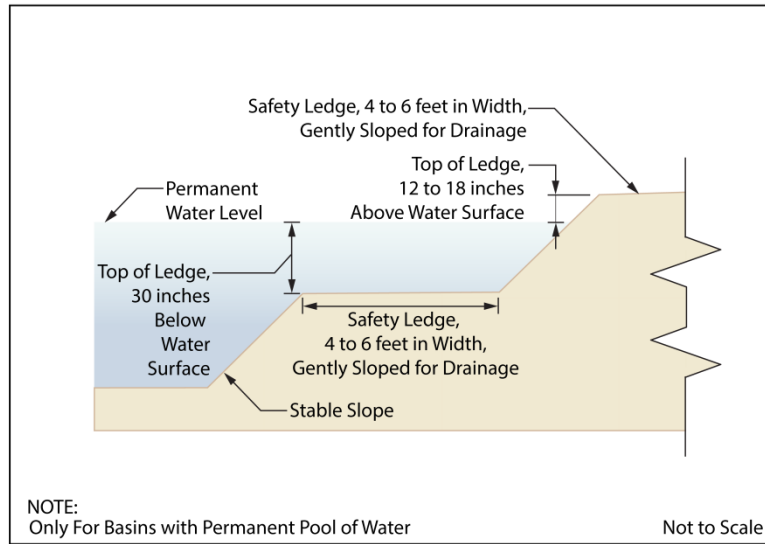 Safety Ledge, 4 to 6 feet in Width,
Gently Sloped for Drainage
Top of Ledge,
12 to 18 inches
Above Water Surface
Permanent
Water Level
Top of Ledge,
30 inches
Below
Water
Surface
Safety Ledge,
4 to 6 feet in Width,
Gently Sloped for Drainage
Stable Slope
NOTE:
Only For Basins with Permanent Pool of Water
Not to Scale